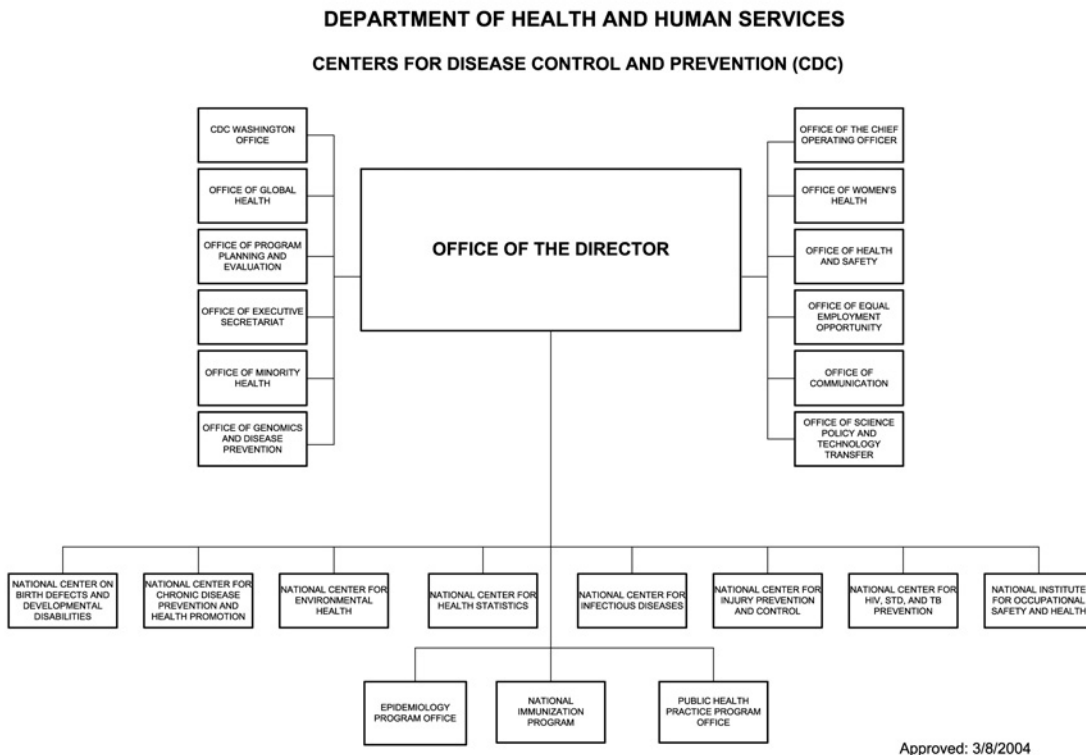 DEPARTMENT OF HEALTH AND HUMAN SERVICES
CENTERS FOR DISEASE CONTROL AND PREVENTION (CDC)
CDC WASHINGTON
OFFICE
OFFICE OF GLOBAL
HEALTH
OFFICE OF PROGRAM
PLANNING AND
EVALUATION
OFFICE OF EXECUTIVE
SECRETARIAT
OFFICE OF MINORITY
HEALTH
OFFICE OF GENOMICS
AND DISEASE
PREVENTION
OFFICE OF THE DIRECTOR
OFFICE OF THE CHIEF
OPERATING OFFICER
OFFICE OF WOMEN'S
HEALTH
OFFICE OF HEALTH
AND SAFETY
OFFICE OF EQUAL
EMPLOYMENT
OPPORTUNITY
OFFICE OF
COMMUNICATION
OFFICE OF SCIENCE
POLICY AND
TECHNOLOGY
TRANSFER
NATIONAL CENTER ON
BIRTH DEFECTS AND
DEVELOPMENTAL
DISABILITIES
NATIONAL CENTER FOR
CHRONIC DISEASE
PREVENTION AND
HEALTH PROMOTION
NATIONAL CENTER FOR
ENVIRONMENTAL
HEALTH
NATIONAL CENTER FOR
HEALTH STATISTICS
NATIONAL CENTER FOR
INFECTIOUS DISEASES
NATIONAL CENTER FOR
INJURY PREVENTION
AND CONTROL
NATIONAL CENTER FOR
HIV, STD, AND TB
PREVENTION
NATIONAL INSTITUTE
FOR OCCUPATIONAL
SAFETY AND HEALTH
EPIDEMIOLOGY
PROGRAM OFFICE
NATIONAL
IMMUNIZATION
PROGRAM
PUBLIC HEALTH
PRACTICE PROGRAM
OFFICE
Approved: 3/8/2004